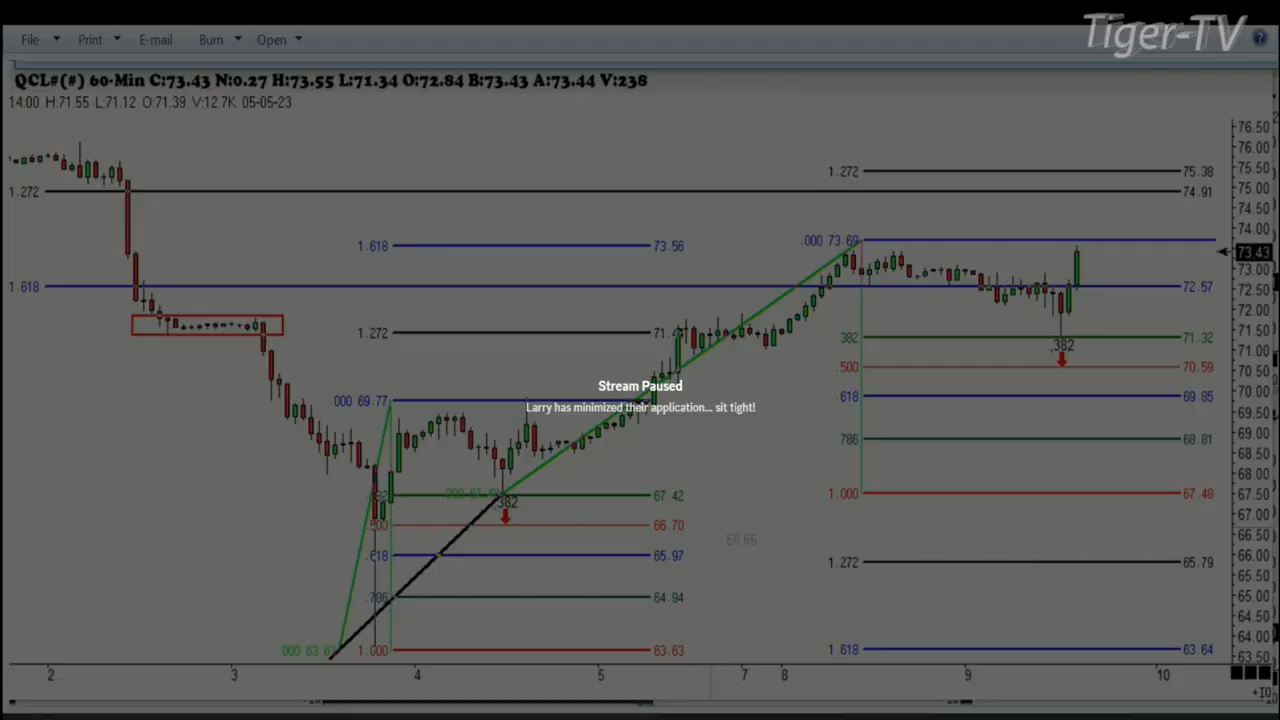 Tiger-TV
File Print E-mail Burn Open
QCL#(#) 60-Min C:73.43 N:0.27 H:73.55 L:71.34 O:72.84 B:73.43 A:73.44 V:238
14:00 H:71.55 L:71.12 O:71.39 V:12.7K 05-05-23
76.50
76.00
1.272 75.38 75.50
1.272 74.91 75.00
74.50
74.00
1.618 73.56 .000 73.69
73.43
73.00
1.618 72.57 72.50
72.00
1.272 71.50
.382 71.32
.382 71.00
.500 70.59 70.50
Stream Paused
.618 69.85 70.00
.000 69.77
Larry has minimized their application... sit tight!
69.50
69.00
.786 68.81
68.50
68.00
1.000 67.48 67.50
67.42
.382
67.00
.500 66.70
66.66 66.50
.618 65.97 66.00
1.272 65.79
65.50
.786 64.94 65.00
64.50
64.00
.000 63.63 1.000 63.63 1.618 63.64
63.50
2 3 4 5 7 8 9 10